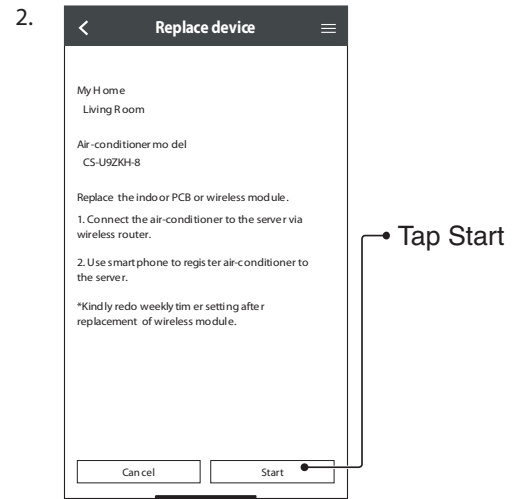 2.
Replace device
My Home
Living Room
Air-conditioner model
CS-U9ZKH-8
Replace the indoor PCB or wireless module.
1. Connect the air-conditioner to the server via
wireless router.
2. Use smartphone to register air-conditioner to
the server.
*Kindly redo weekly timer setting after
replacement of wireless module.
Tap Start
Cancel
Start